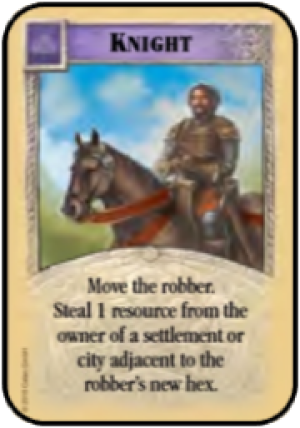 KNIGHT
Move the robber.
Steal 1 resource from the
owner of a settlement or
city adjacent to the
robber's new hex.